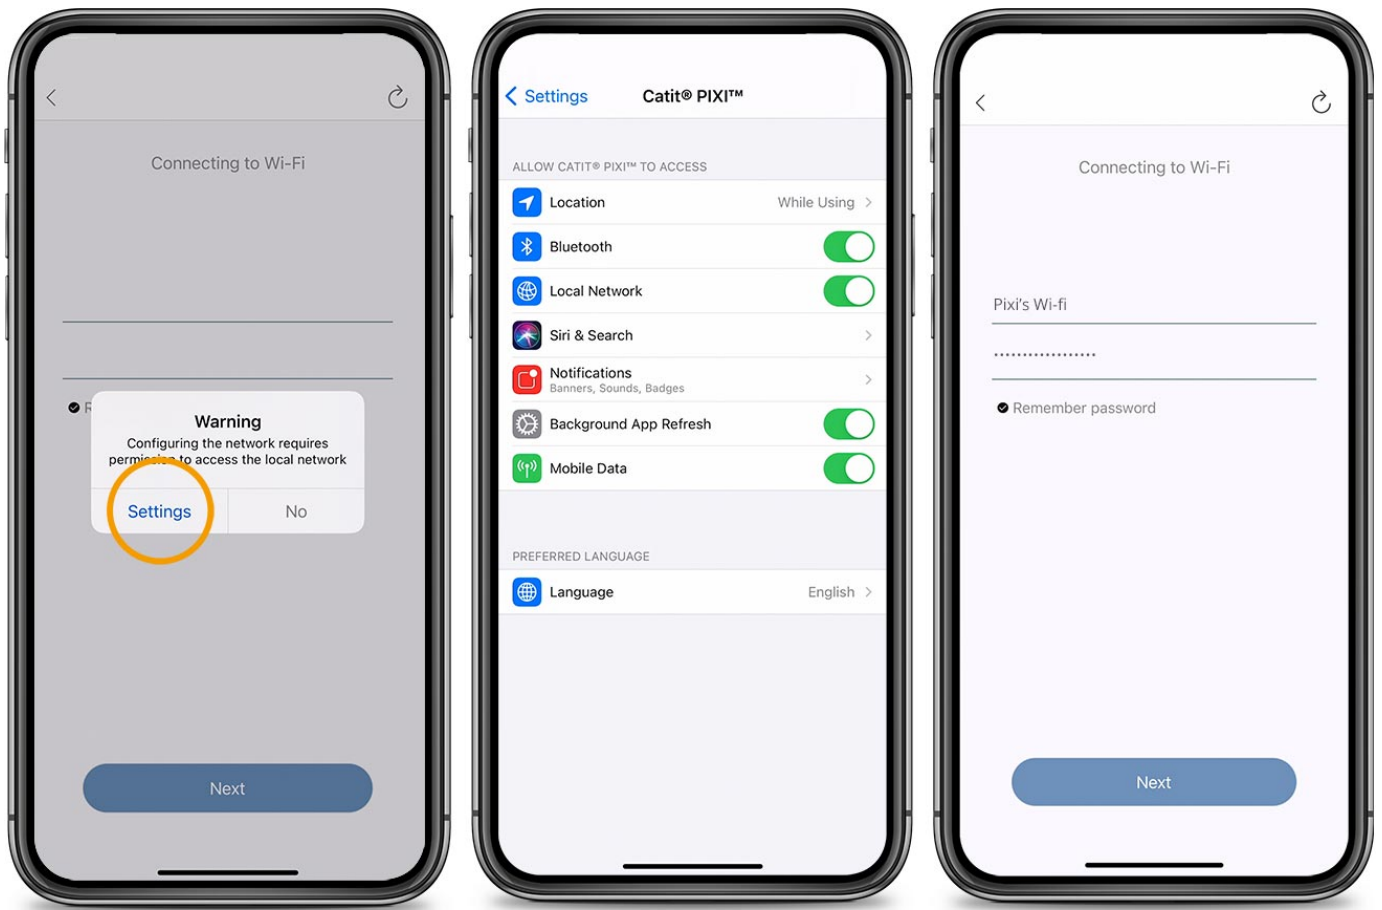 Connecting to Wi-Fi
Warning
Configuring the network requires
permission to access the local network
Settings
No
Next
Settings
Catit® PIXI™
ALLOW CATIT® PIXI™ TO ACCESS
Location
While Using
Bluetooth
Local Network
Siri & Search
Notifications
Banners, Sounds, Badges
Background App Refresh
Mobile Data
PREFERRED LANGUAGE
Language
English
Connecting to Wi-Fi
Pixi's Wi-fi
..................
Remember password
Next